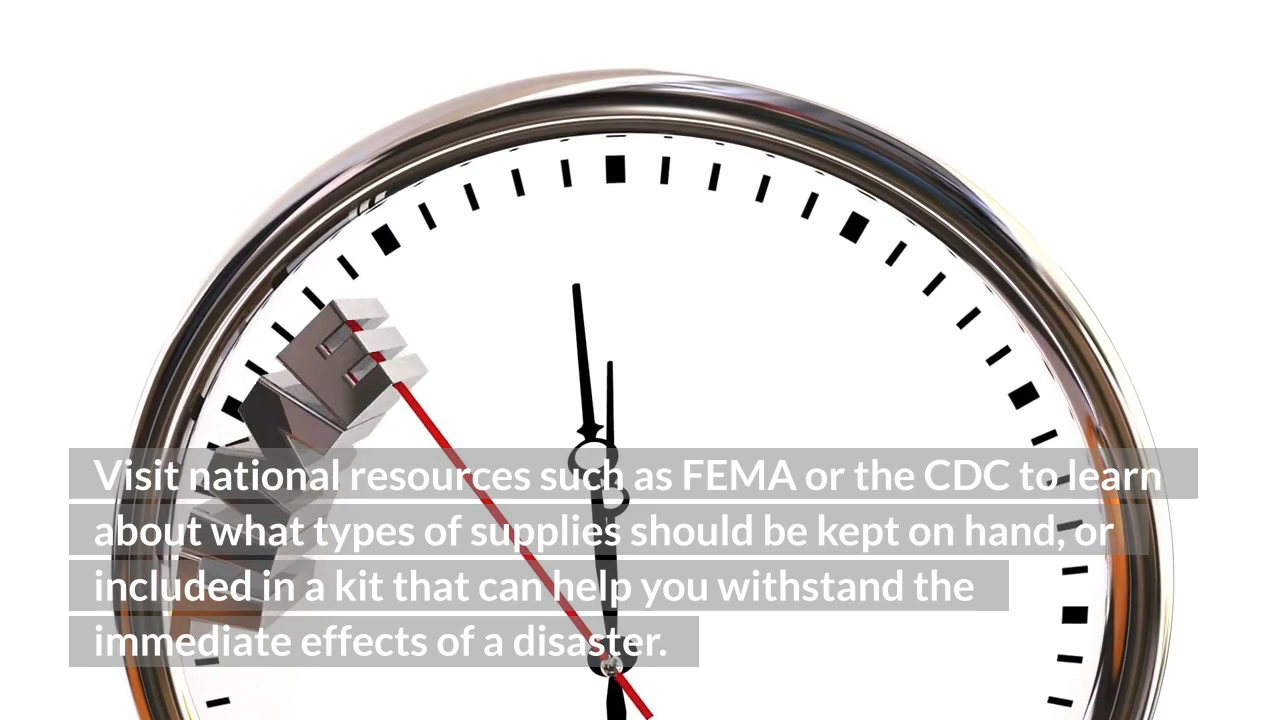 Visit national resources such as FEMA or the CDC to learn
about what types of supplies should be kept on hand, or
included in a kit that can help you withstand the
immediate effects of a disaster.